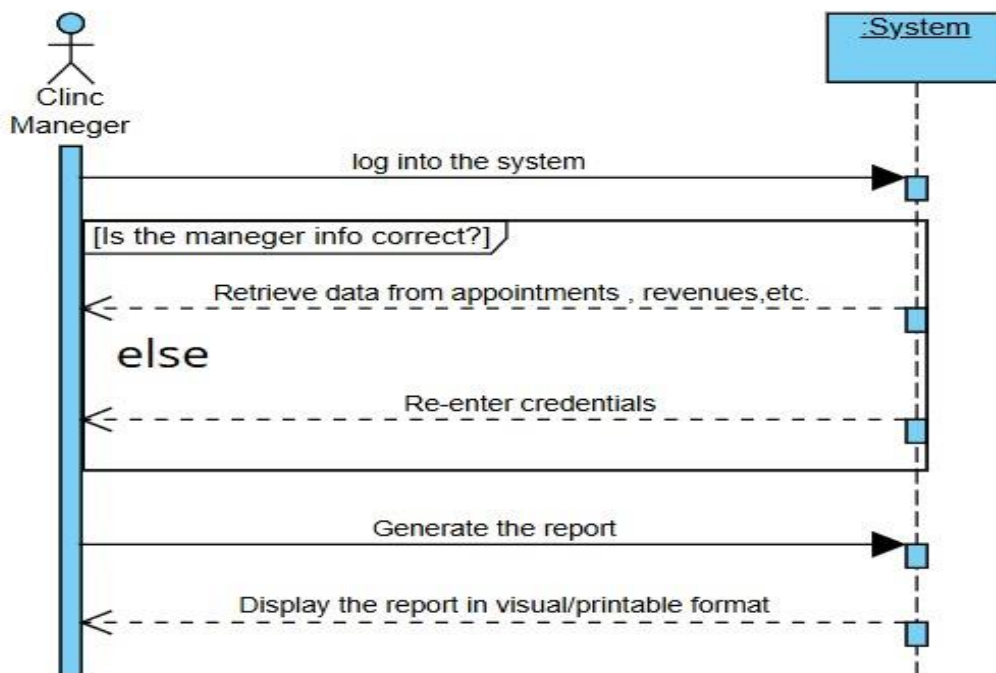 :System
Clinc
Maneger
log into the system
[Is the maneger info correct?]
Retrieve data from appointments , revenues,etc.
else
Re-enter credentials
Generate the report
Display the report in visual/printable format